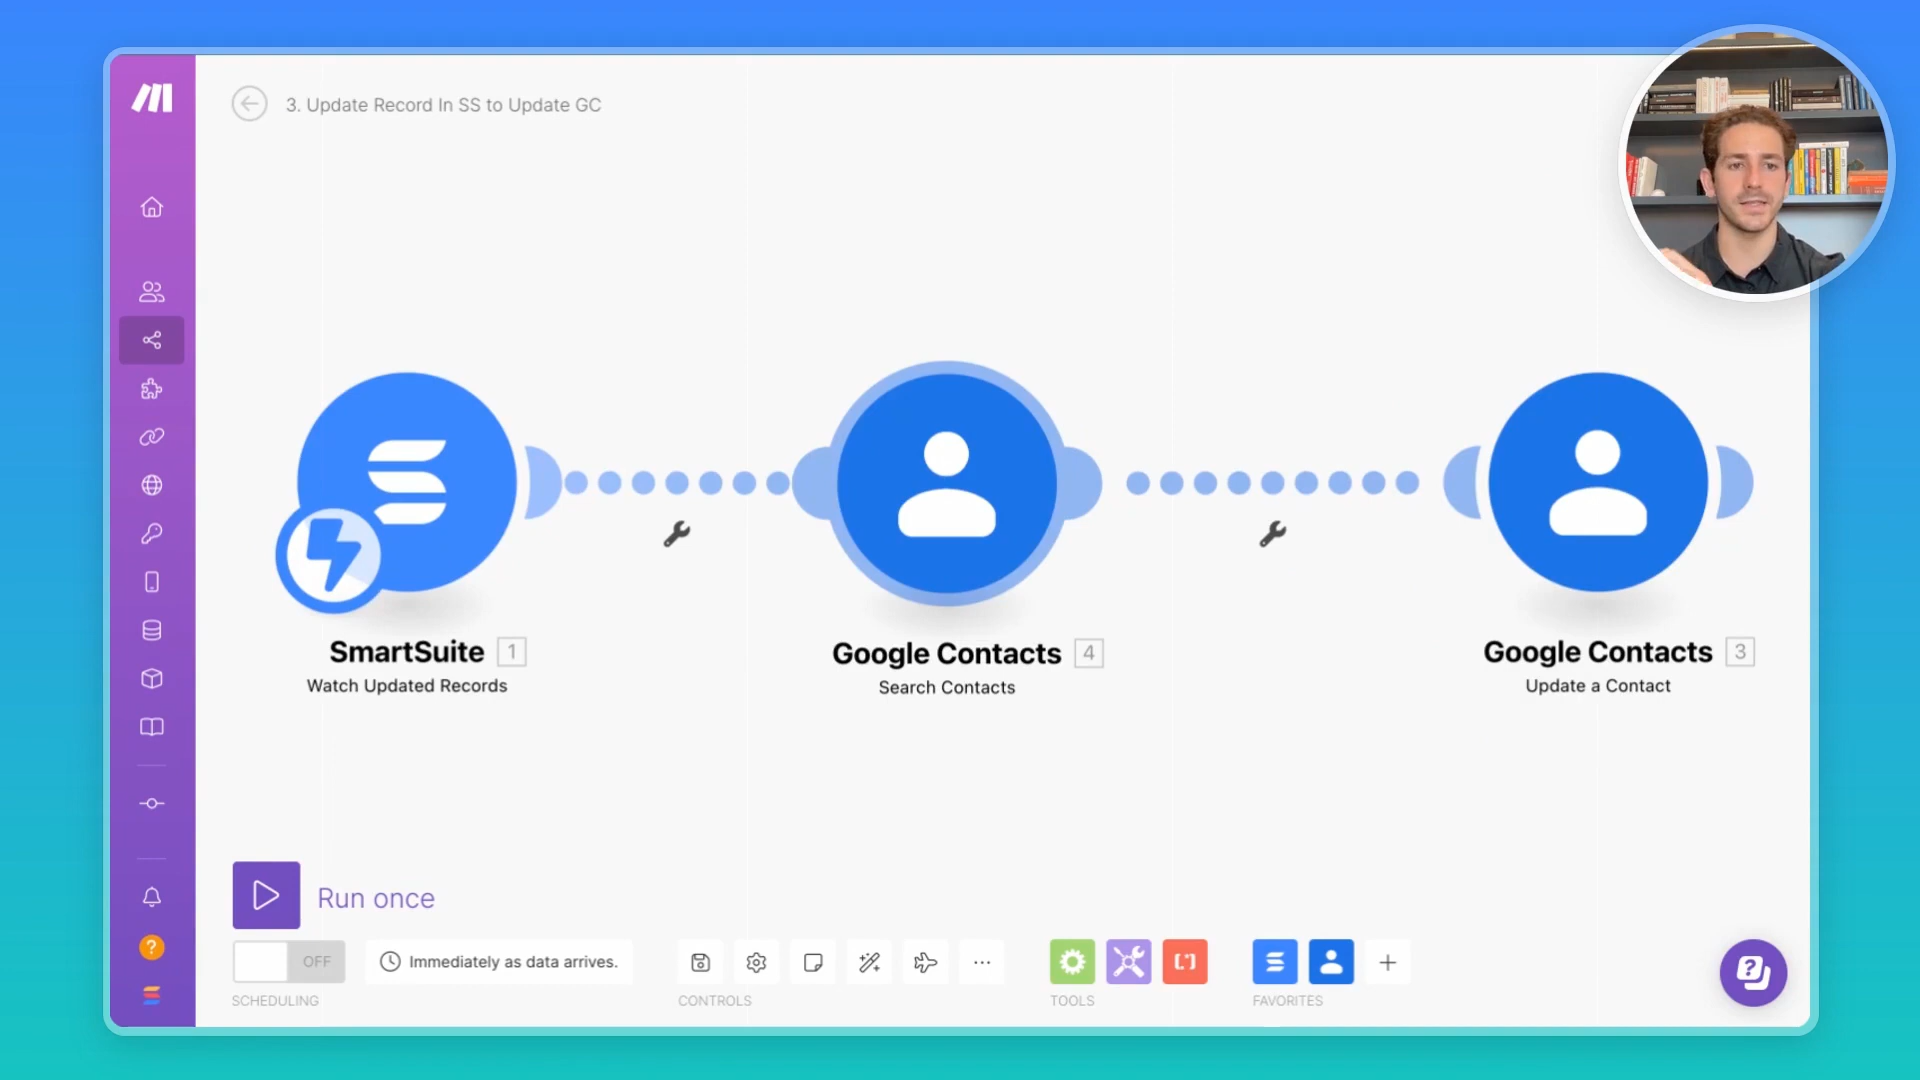 3. Update Record In SS to Update GC
SmartSuite 1
Watch Updated Records
Google Contacts 4
Search Contacts
Google Contacts 3
Update a Contact
Run once
OFF
Immediately as data arrives.
SCHEDULING
CONTROLS
TOOLS
FAVORITES